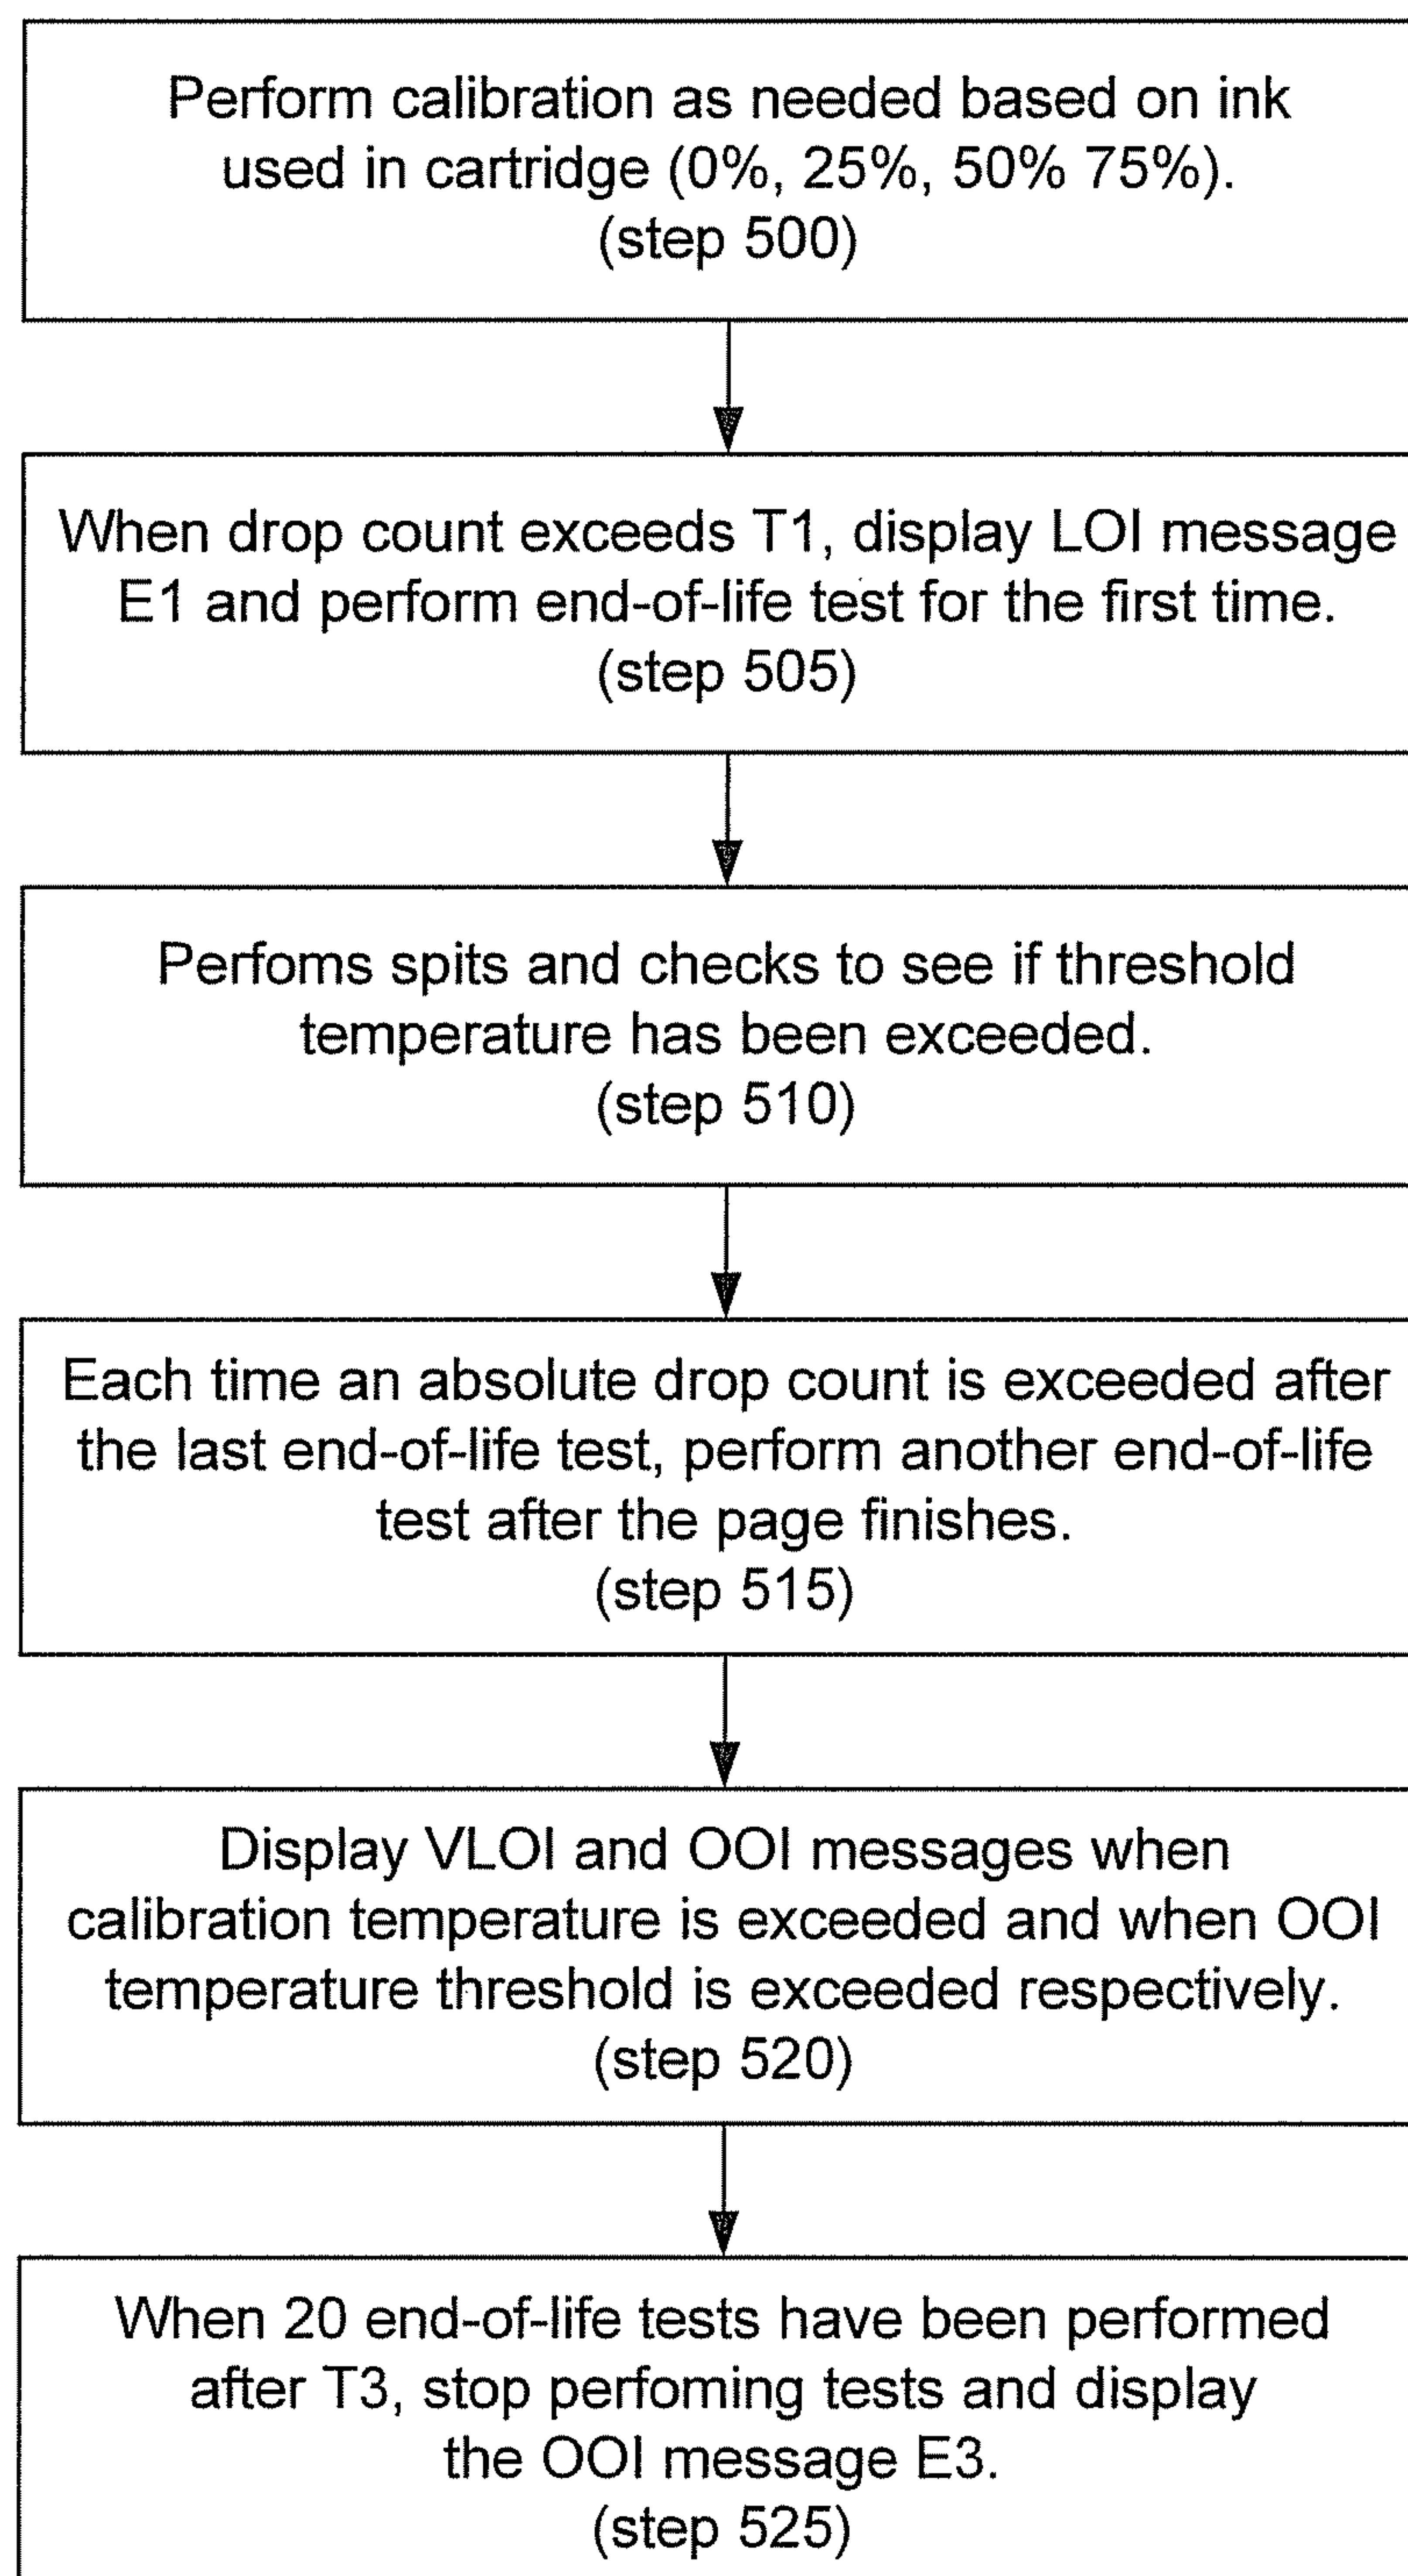 Perform calibration as needed based on ink
used in cartridge (0%, 25%, 50% 75%).
(step 500)
When drop count exceeds T1, display LOI message
E1 and perform end-of-life test for the first time.
(step 505)
Perfoms spits and checks to see if threshold
temperature has been exceeded.
(step 510)
Each time an absolute drop count is exceeded after
the last end-of-life test, perform another end-of-life
test after the page finishes.
(step 515)
Display VLOI and OOI messages when
calibration temperature is exceeded and when OOI
temperature threshold is exceeded respectively.
(step 520)
When 20 end-of-life tests have been performed
after T3, stop perfoming tests and display
the OOI message E3.
(step 525)